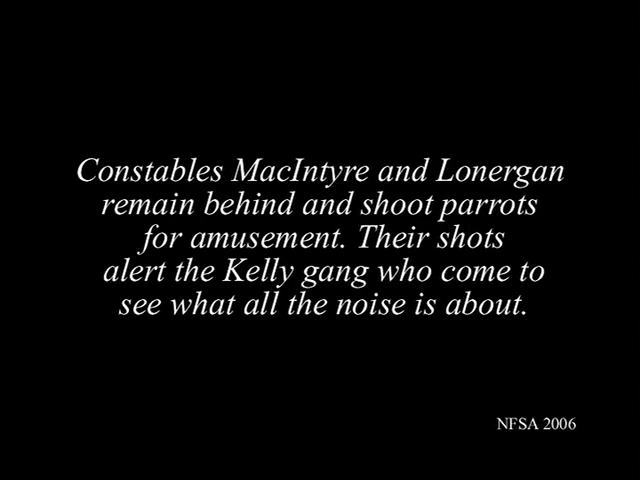 Constables MacIntyre and Lonergan
remain behind and shoot parrots
for amusement. Their shots
alert the Kelly gang who come to
see what all the noise is about.
NFSA 2006